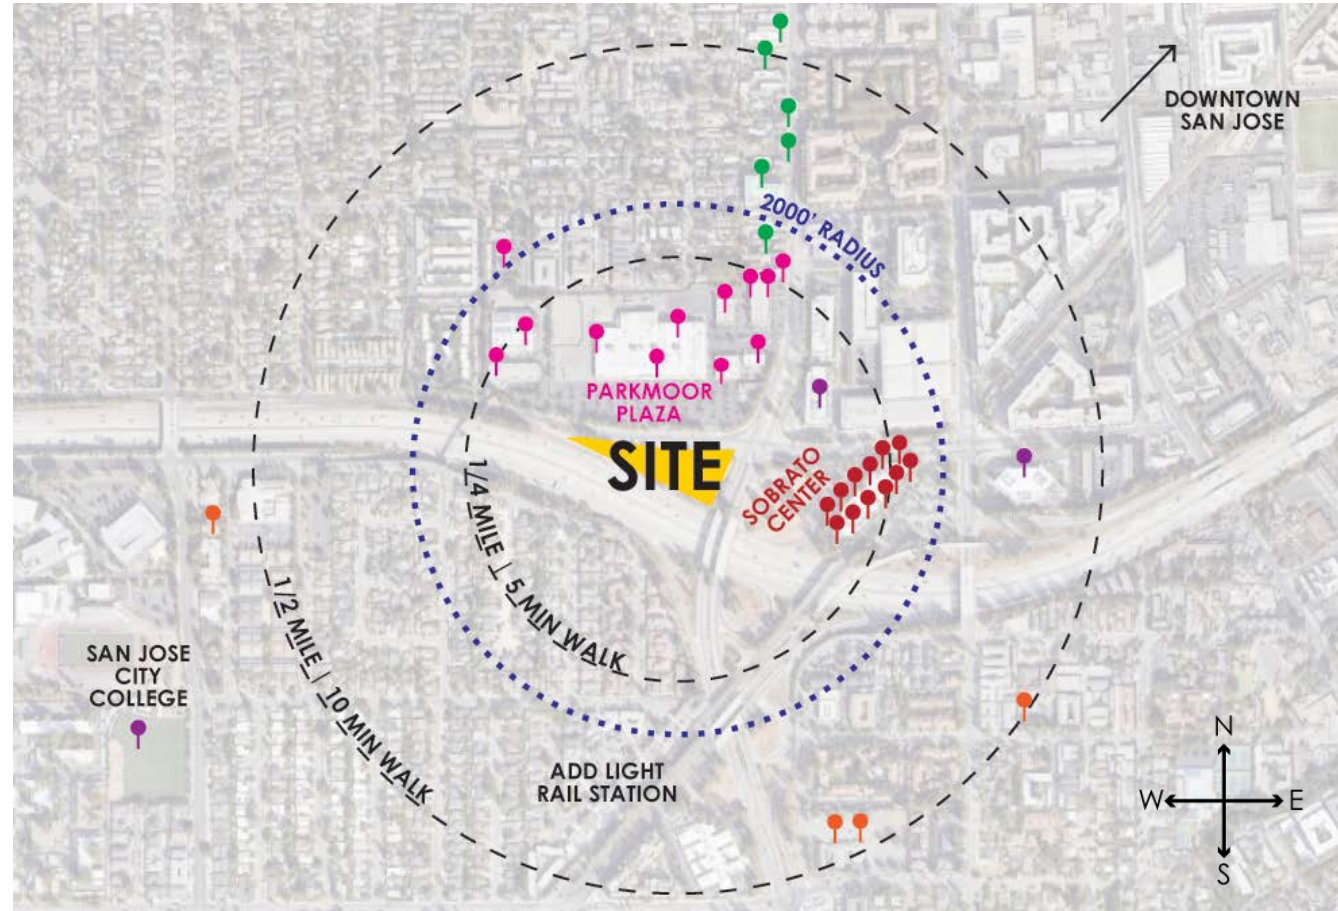 DOWNTOWN
SAN JOSE
2000' RADIUS
PARKMOOR
PLAZA
SITE
SOBRATO
CENTER
1/4 MILE | 5 MIN WALK
1/2 MILE | 10 MIN WALK
SAN JOSE
CITY
COLLEGE
ADD LIGHT
RAIL STATION
N
W
E
S